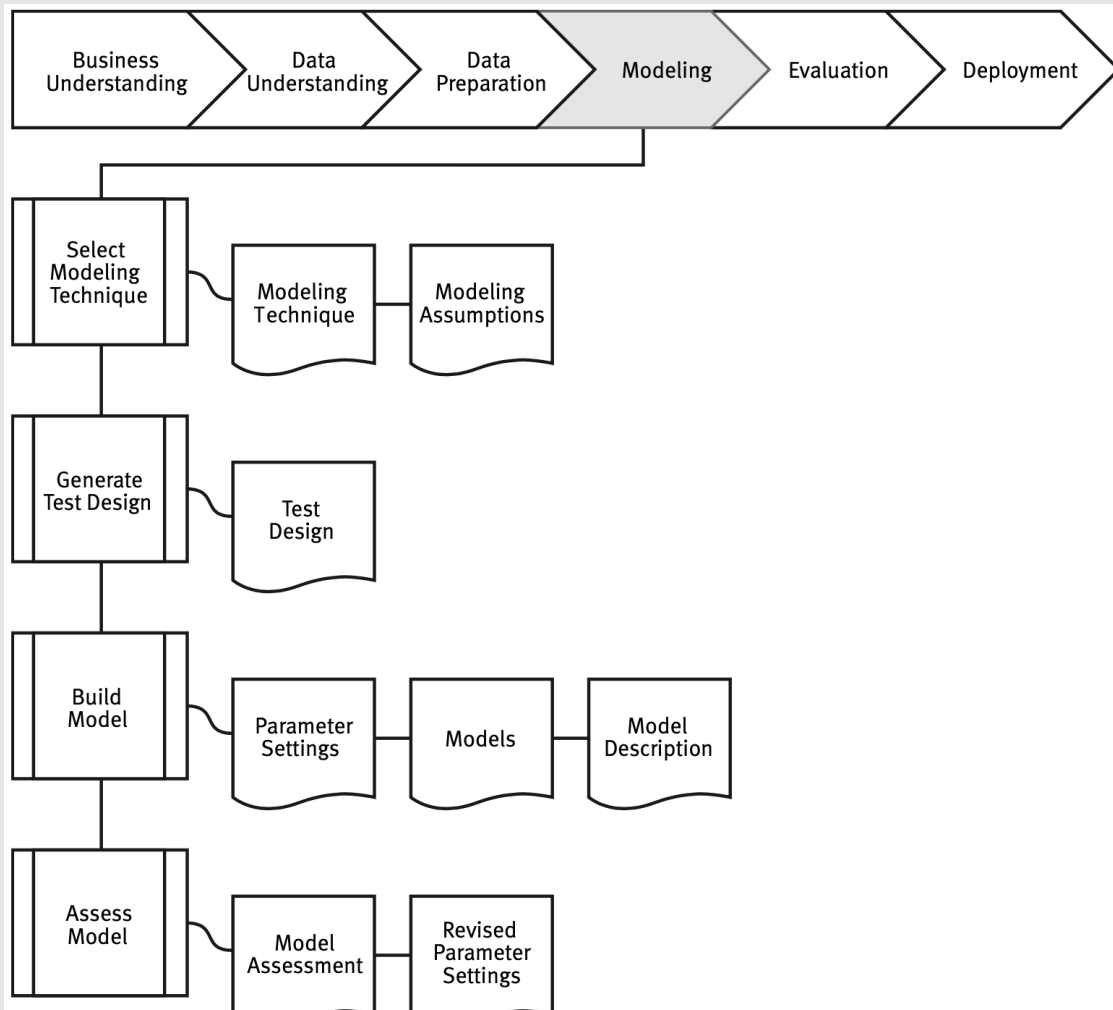 Business
Understanding
Data
Understanding
Data
Preparation
Modeling
Evaluation
Deployment
Select
Modeling
Technique
Modeling
Technique
Modeling
Assumptions
Generate
Test Design
Test
Design
Build
Model
Parameter
Settings
Models
Model
Description
Assess
Model
Model
Assessment
Revised
Parameter
Settings